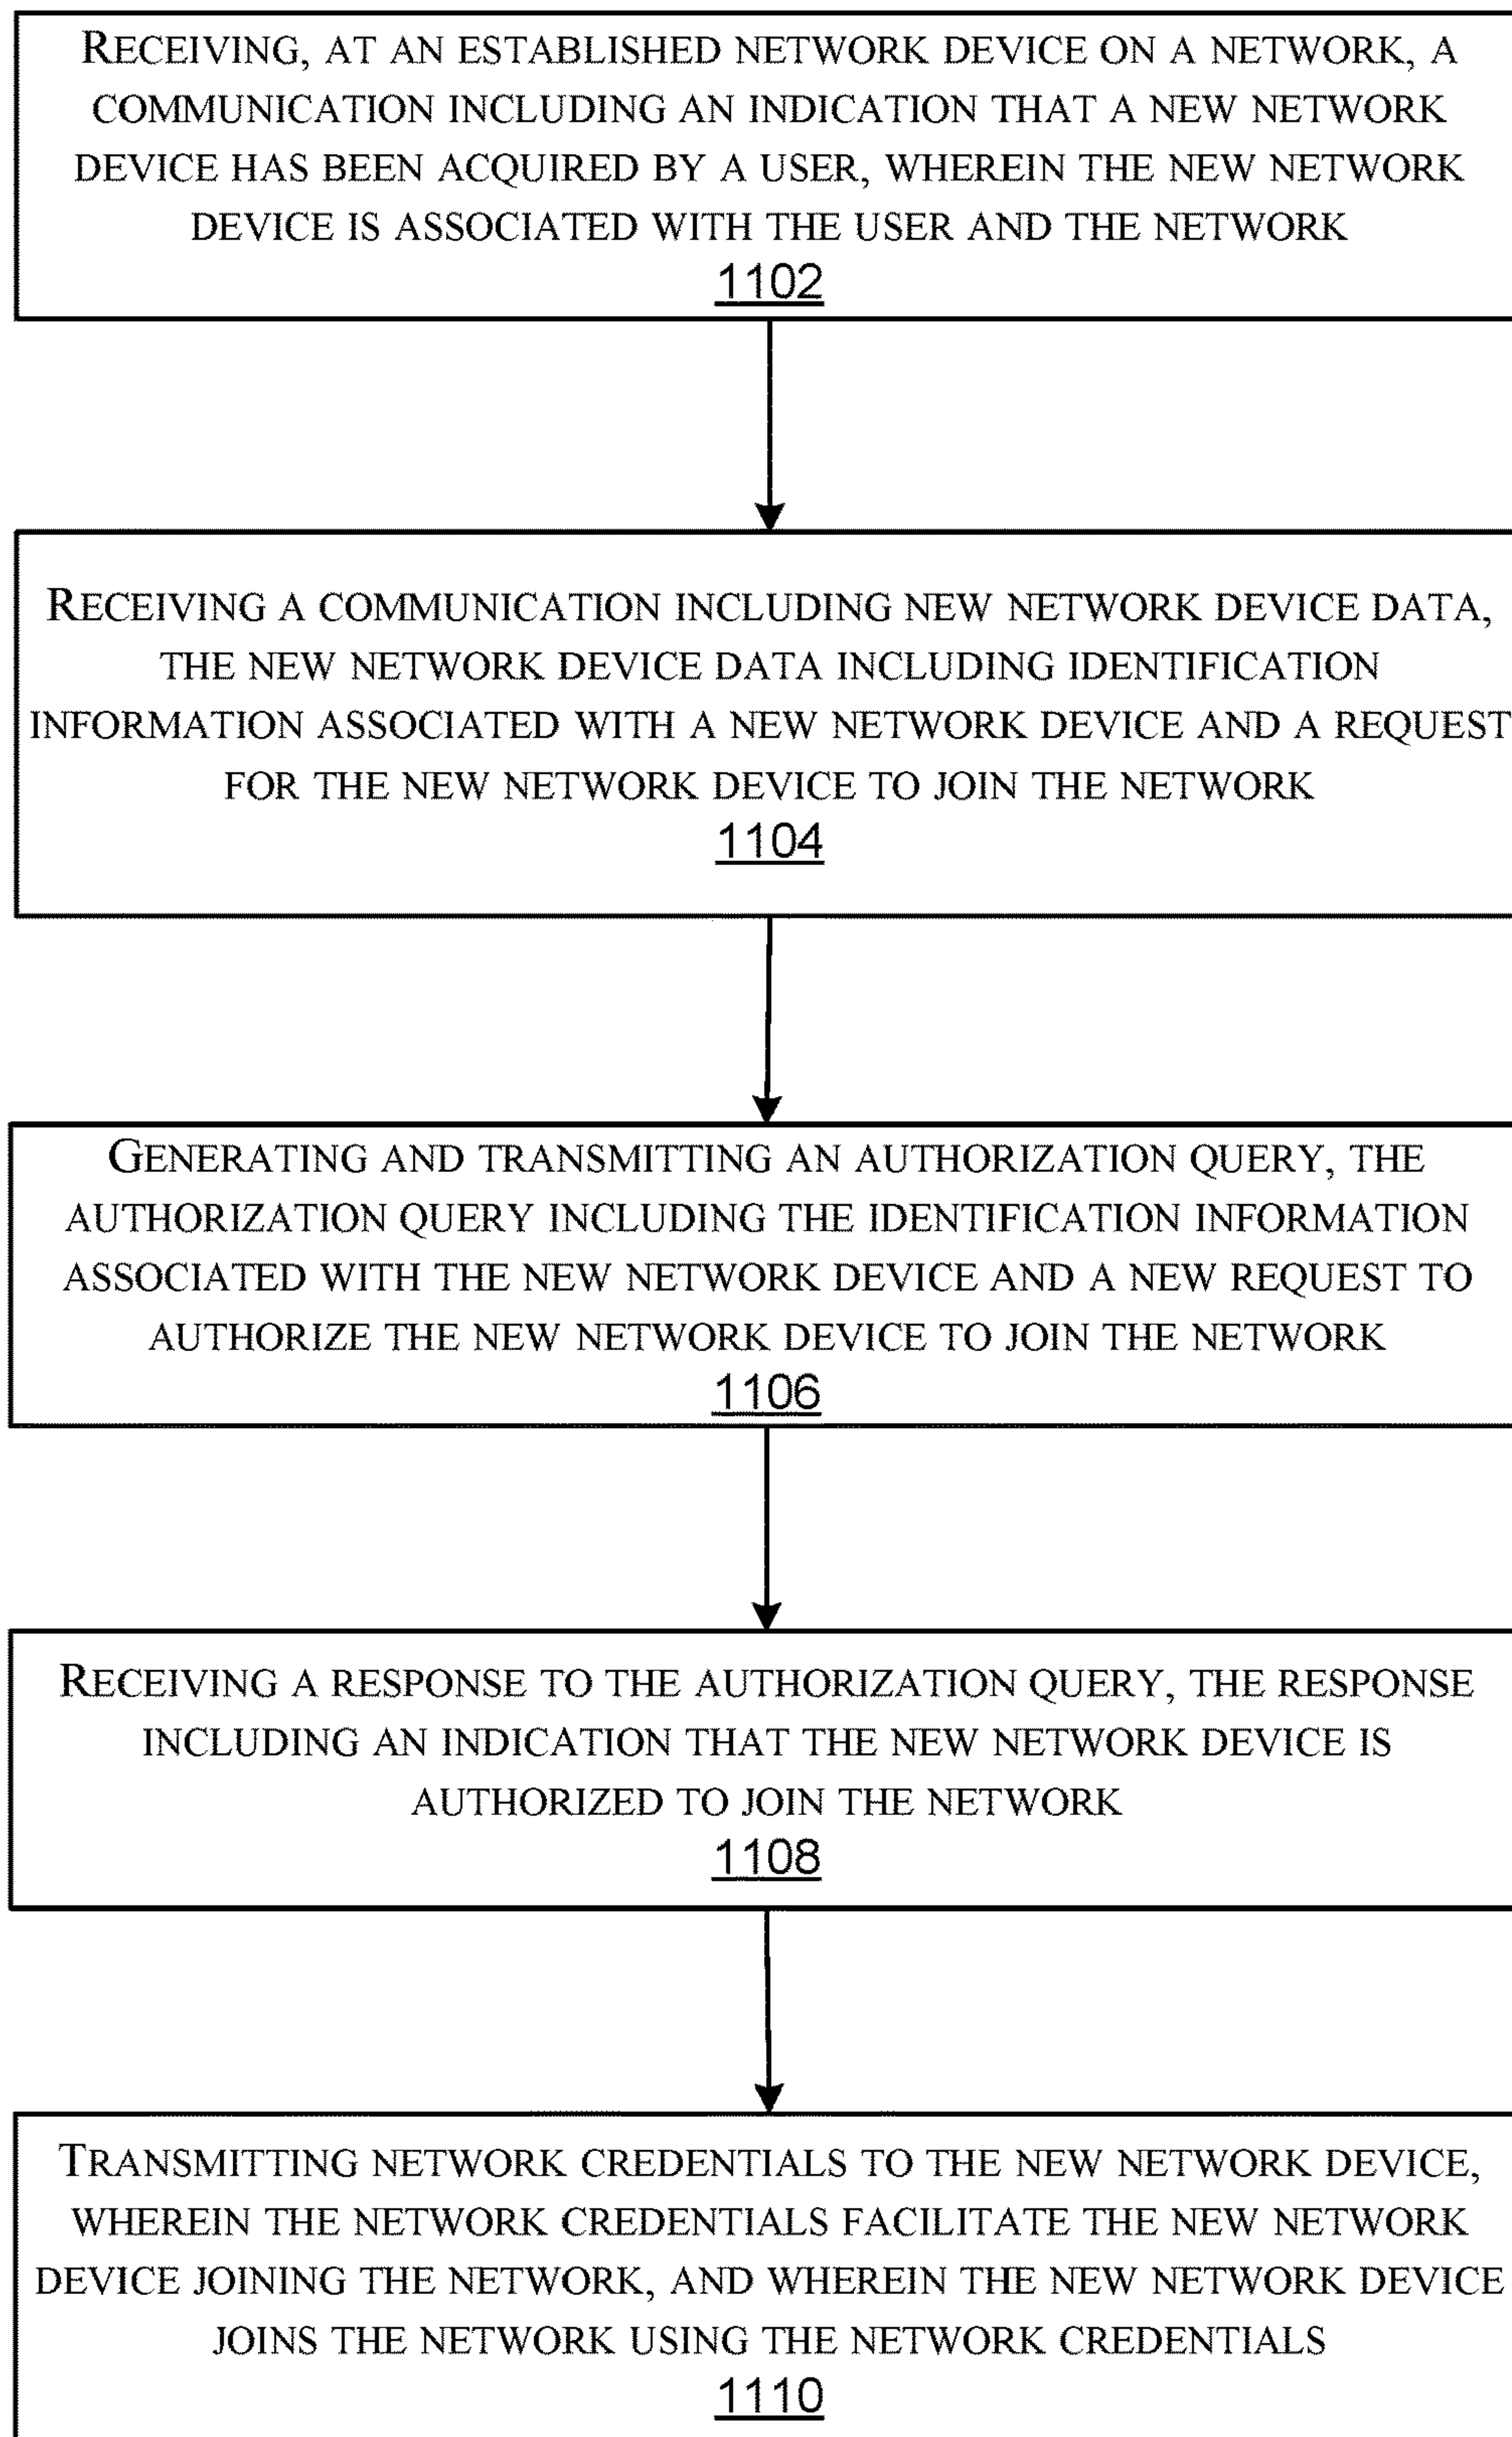 RECEIVING, AT AN ESTABLISHED NETWORK DEVICE ON A NETWORK, A
COMMUNICATION INCLUDING AN INDICATION THAT A NEW NETWORK
DEVICE HAS BEEN ACQUIRED BY A USER, WHEREIN THE NEW NETWORK
DEVICE IS ASSOCIATED WITH THE USER AND THE NETWORK
1102
RECEIVING A COMMUNICATION INCLUDING NEW NETWORK DEVICE DATA,
THE NEW NETWORK DEVICE DATA INCLUDING IDENTIFICATION
INFORMATION ASSOCIATED WITH A NEW NETWORK DEVICE AND A REQUEST
FOR THE NEW NETWORK DEVICE TO JOIN THE NETWORK
1104
GENERATING AND TRANSMITTING AN AUTHORIZATION QUERY, THE
AUTHORIZATION QUERY INCLUDING THE IDENTIFICATION INFORMATION
ASSOCIATED WITH THE NEW NETWORK DEVICE AND A NEW REQUEST TO
AUTHORIZE THE NEW NETWORK DEVICE TO JOIN THE NETWORK
1106
RECEIVING A RESPONSE TO THE AUTHORIZATION QUERY, THE RESPONSE
INCLUDING AN INDICATION THAT THE NEW NETWORK DEVICE IS
AUTHORIZED TO JOIN THE NETWORK
1108
TRANSMITTING NETWORK CREDENTIALS TO THE NEW NETWORK DEVICE,
WHEREIN THE NETWORK CREDENTIALS FACILITATE THE NEW NETWORK
DEVICE JOINING THE NETWORK, AND WHEREIN THE NEW NETWORK DEVICE
JOINS THE NETWORK USING THE NETWORK CREDENTIALS
1110